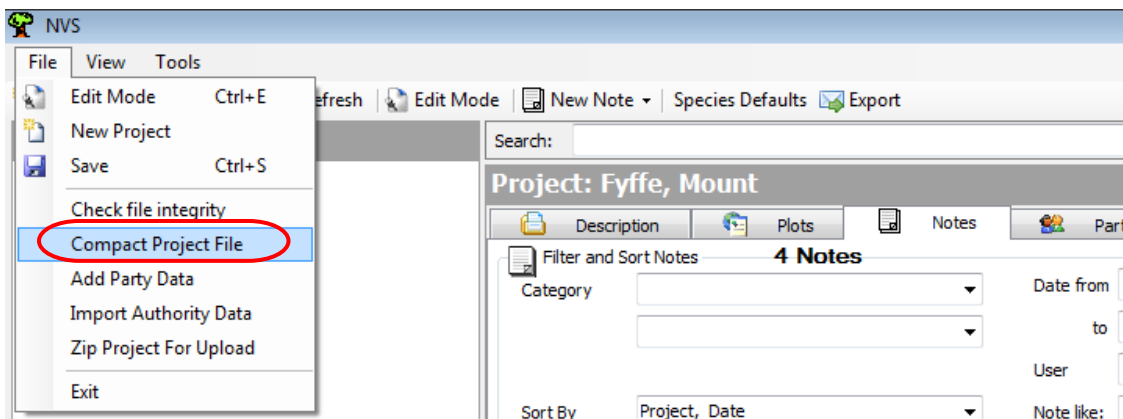 NVS
File View Tools
Edit Mode Ctrl+E
New Project
Save Ctrl+S
Check file integrity
Compact Project File
Add Party Data
Import Authority Data
Zip Project For Upload
Exit
efresh Edit Mode New Note Species Defaults Export
Search:
Project: Fyffe, Mount
Description Plots Notes Par
Filter and Sort Notes 4 Notes
Category Date from
to
User
Sort By Project, Date Note like: